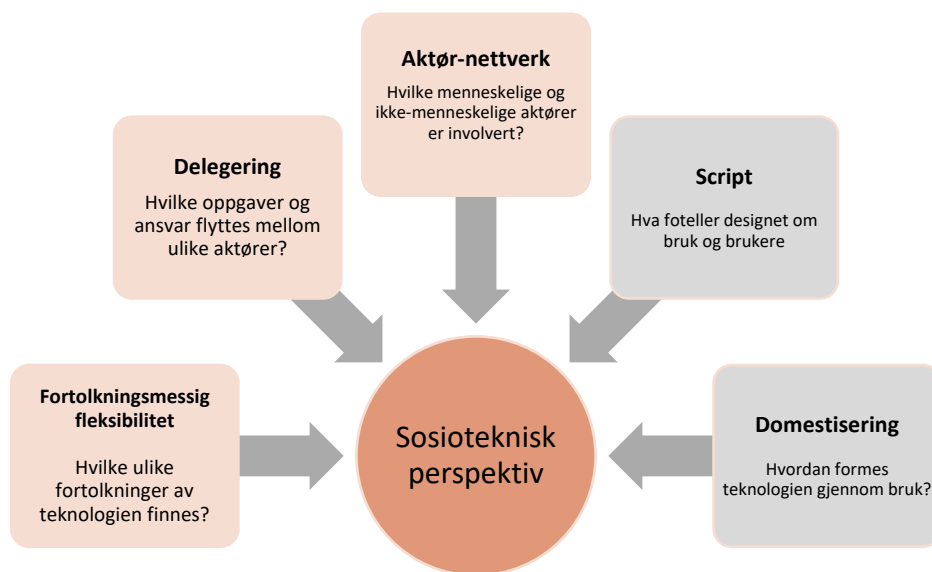 Aktør-nettverk
Hvilke menneskelige og
ikke-menneskelige aktører
er involvert?
Delegering
Hvilke oppgaver og
ansvar flyttes mellom
ulike aktører?
Script
Hva foteller designet om
bruk og brukere
Fortolkningsmessig
fleksibilitet
Hvilke ulike
fortolkninger av
teknologien finnes?
Sosioteknisk
perspektiv
Domestisering
Hvordan formes
teknologien gjennom bruk?